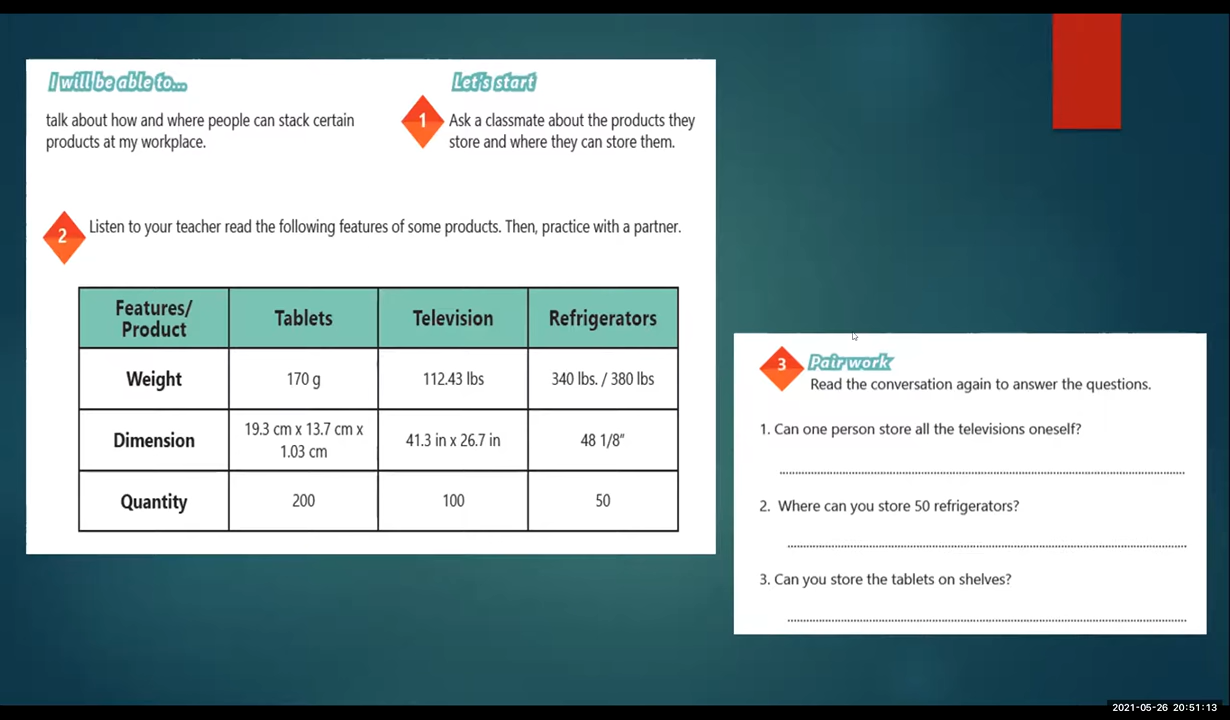 I will be able to...
talk about how and where people can stack certain
products at my workplace.
Let's start
1
Ask a classmate about the products they
store and where they can store them.
2
Listen to your teacher read the following features of some products. Then, practice with a partner.
Features/
Product
Tablets
Television
Refrigerators
Weight
170 g
112.43 lbs
340 lbs. / 380 lbs
Dimension
19.3 cm x 13.7 cm x
1.03 cm
41.3 in x 26.7 in
48 1/8”
Quantity
200
100
50
3
Pair work
Read the conversation again to answer the questions.
1. Can one person store all the televisions oneself?
2. Where can you store 50 refrigerators?
3. Can you store the tablets on shelves?
2021-05-26 20:51:13